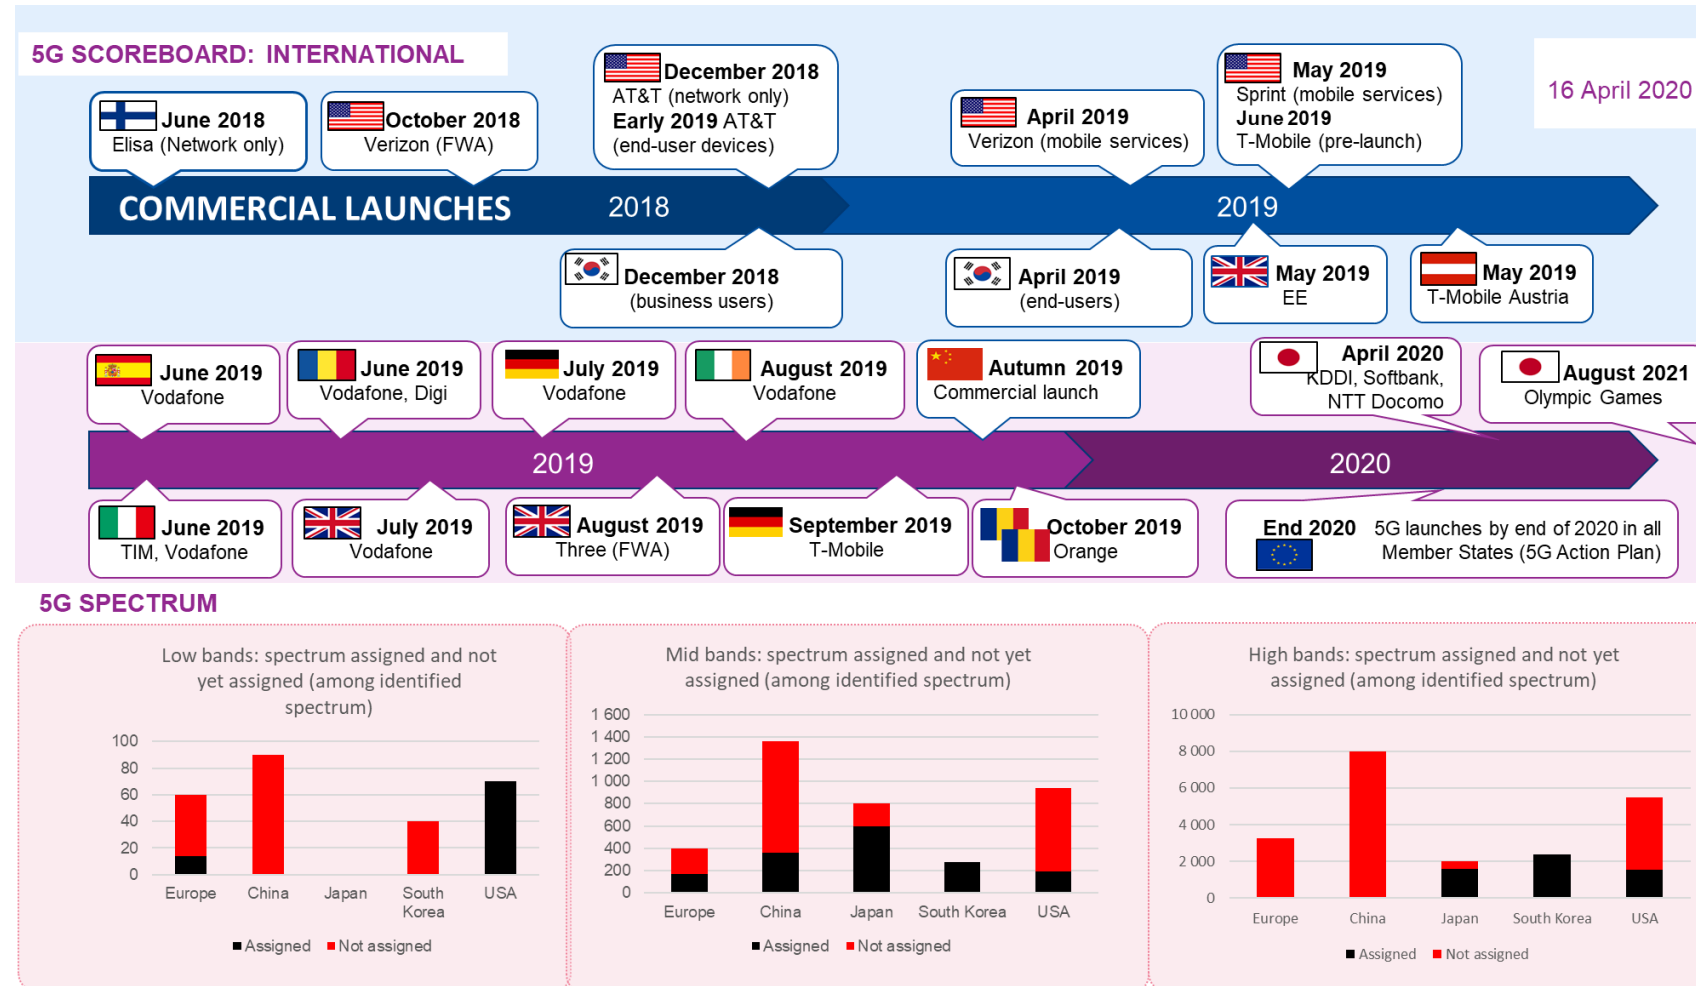 5G SCOREBOARD: INTERNATIONAL
16 April 2020
June 2018
Elisa (Network only)
October 2018
Verizon (FWA)
December 2018
AT&T (network only)
Early 2019 AT&T
(end-user devices)
April 2019
Verizon (mobile services)
May 2019
Sprint (mobile services)
June 2019
T-Mobile (pre-launch)
COMMERCIAL LAUNCHES
2018
2019
December 2018
(business users)
April 2019
(end-users)
May 2019
EE
May 2019
T-Mobile Austria
June 2019
Vodafone
June 2019
Vodafone, Digi
July 2019
Vodafone
August 2019
Vodafone
Autumn 2019
Commercial launch
April 2020
KDDI, Softbank,
NTT Docomo
August 2021
Olympic Games
2019
2020
June 2019
TIM, Vodafone
July 2019
Vodafone
August 2019
Three (FWA)
September 2019
T-Mobile
October 2019
Orange
End 2020 5G launches by end of 2020 in all
Member States (5G Action Plan)
5G SPECTRUM
Low bands: spectrum assigned and not
yet assigned (among identified
spectrum)
100
80
60
40
20
0
Europe China Japan South USA
Korea
Assigned Not assigned
Mid bands: spectrum assigned and not yet
assigned (among identified spectrum)
1 600
1 400
1 200
1 000
800
600
400
200
0
Europe China Japan South Korea USA
Assigned Not assigned
High bands: spectrum assigned and not yet
assigned (among identified spectrum)
10 000
8 000
6 000
4 000
2 000
0
Europe China Japan South Korea USA
Assigned Not assigned